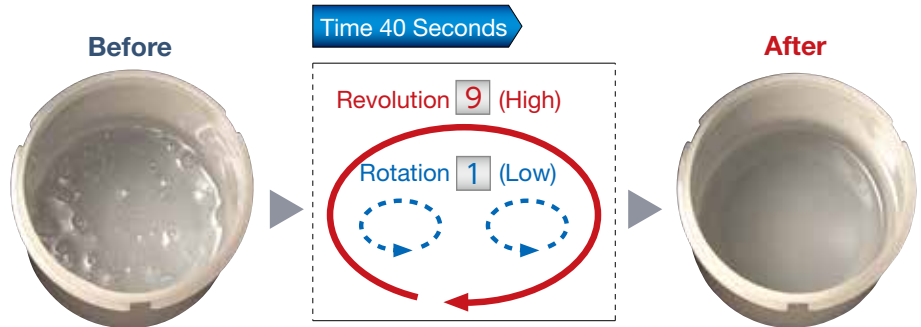 Time 40 Seconds
Before
After
Revolution 9 (High)
Rotation 1 (Low)